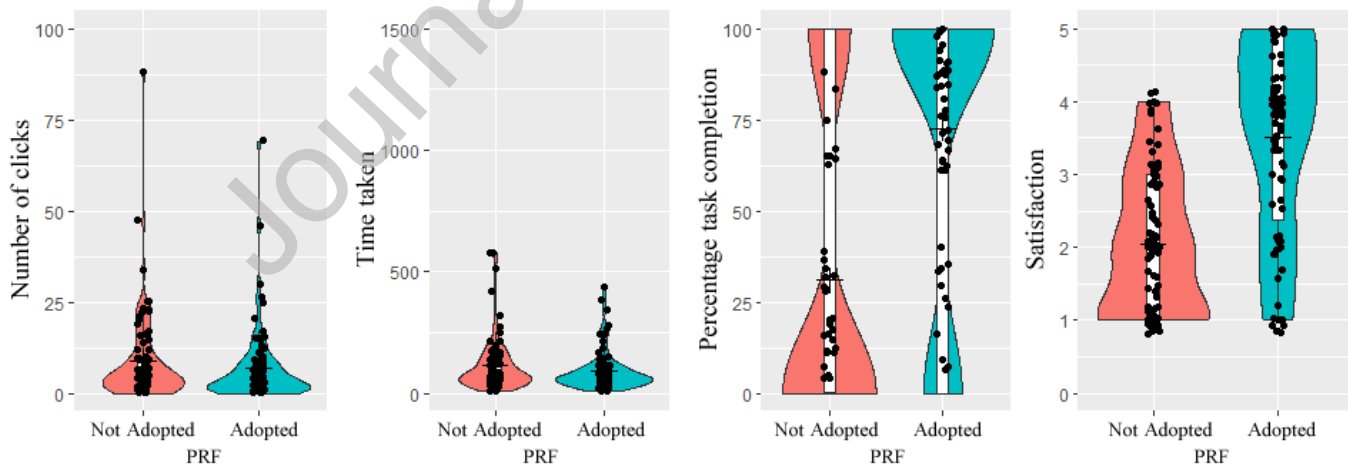 Journa
Number of clicks
100
75
50
25
0
Not Adopted Adopted
PRF
Time taken
1500
1000
500
0
Not Adopted Adopted
PRF
Percentage task completion
100
75
50
25
0
Not Adopted Adopted
PRF
Satisfaction
5
4
3
2
1
0
Not Adopted Adopted
PRF